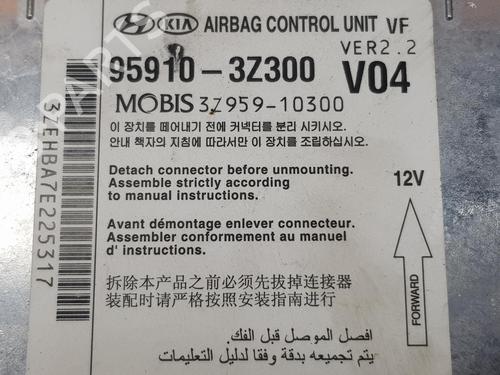 HYUNDAI KIA AIRBAG CONTROL UNIT VF
VER2.2
95910-3Z300 V04
MOBIS 3Z959-10300
이 장치를 떼어내기 전에 커넥터를 분리 시키시오.
안내 책자의 지침에 따라서만 이 장치를 조립하십시오.
Detach connector before unmounting.
Assemble strictly according
to manual instructions.
12V
Avant démontage enlever connecteur.
Assembler conformement au manuel
d' instructions.
FORWARD
拆除本产品之前必须先拔掉连接器
装配时请严格按照安装指南进行
افصل الموصل قبل الفك.
يتم تجميعه بدقة وفقا لدليل التعليمات
3ZEHBA7E225317
PARTS